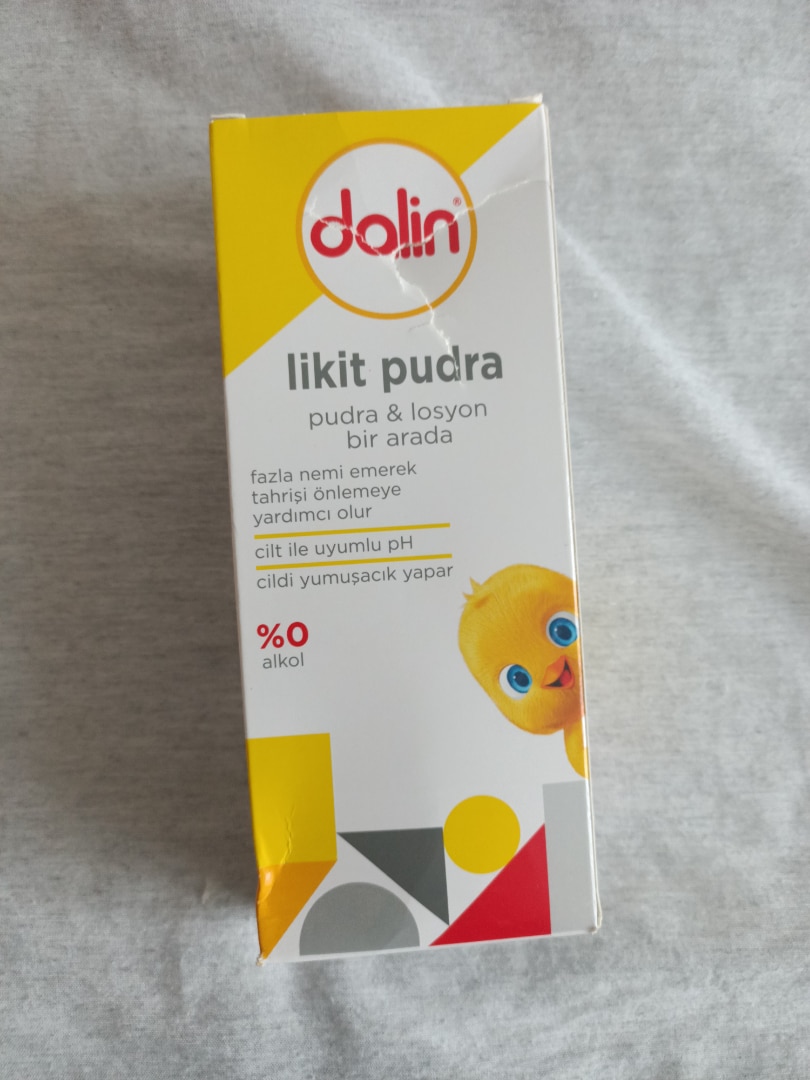 dalin®
likit pudra
pudra & losyon
bir arada
fazla nemi emerek
tahrişi önlemeye
yardımcı olur
cilt ile uyumlu pH
cildi yumuşacık yapar
%0
alkol